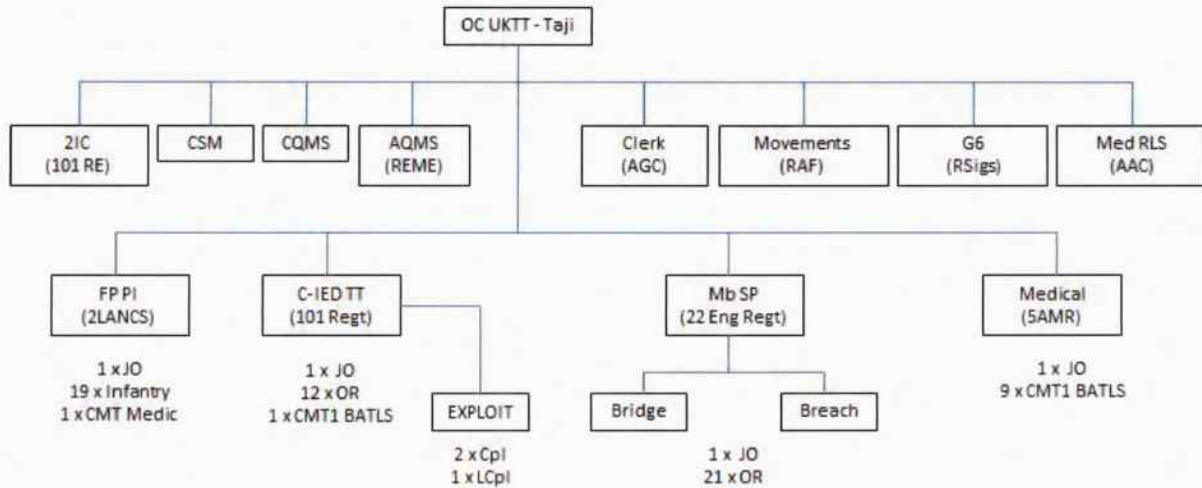 OC UKTT - Taji
2IC
(101 RE)
CSM
CQMS
AQMS
(REME)
Clerk
(AGC)
Movements
(RAF)
G6
(RSigs)
Med RLS
(AAC)
FP Pl
(2LANCS)
1 x JO
19 x Infantry
1 x CMT Medic
C-IED TT
(101 Regt)
1 x JO
12 x OR
1 x CMT1 BATLS
EXPLOIT
2 x Cpl
1 x LCpl
Mb SP
(22 Eng Regt)
Bridge
Breach
1 x JO
21 x OR
Medical
(5AMR)
1 x JO
9 x CMT1 BATLS